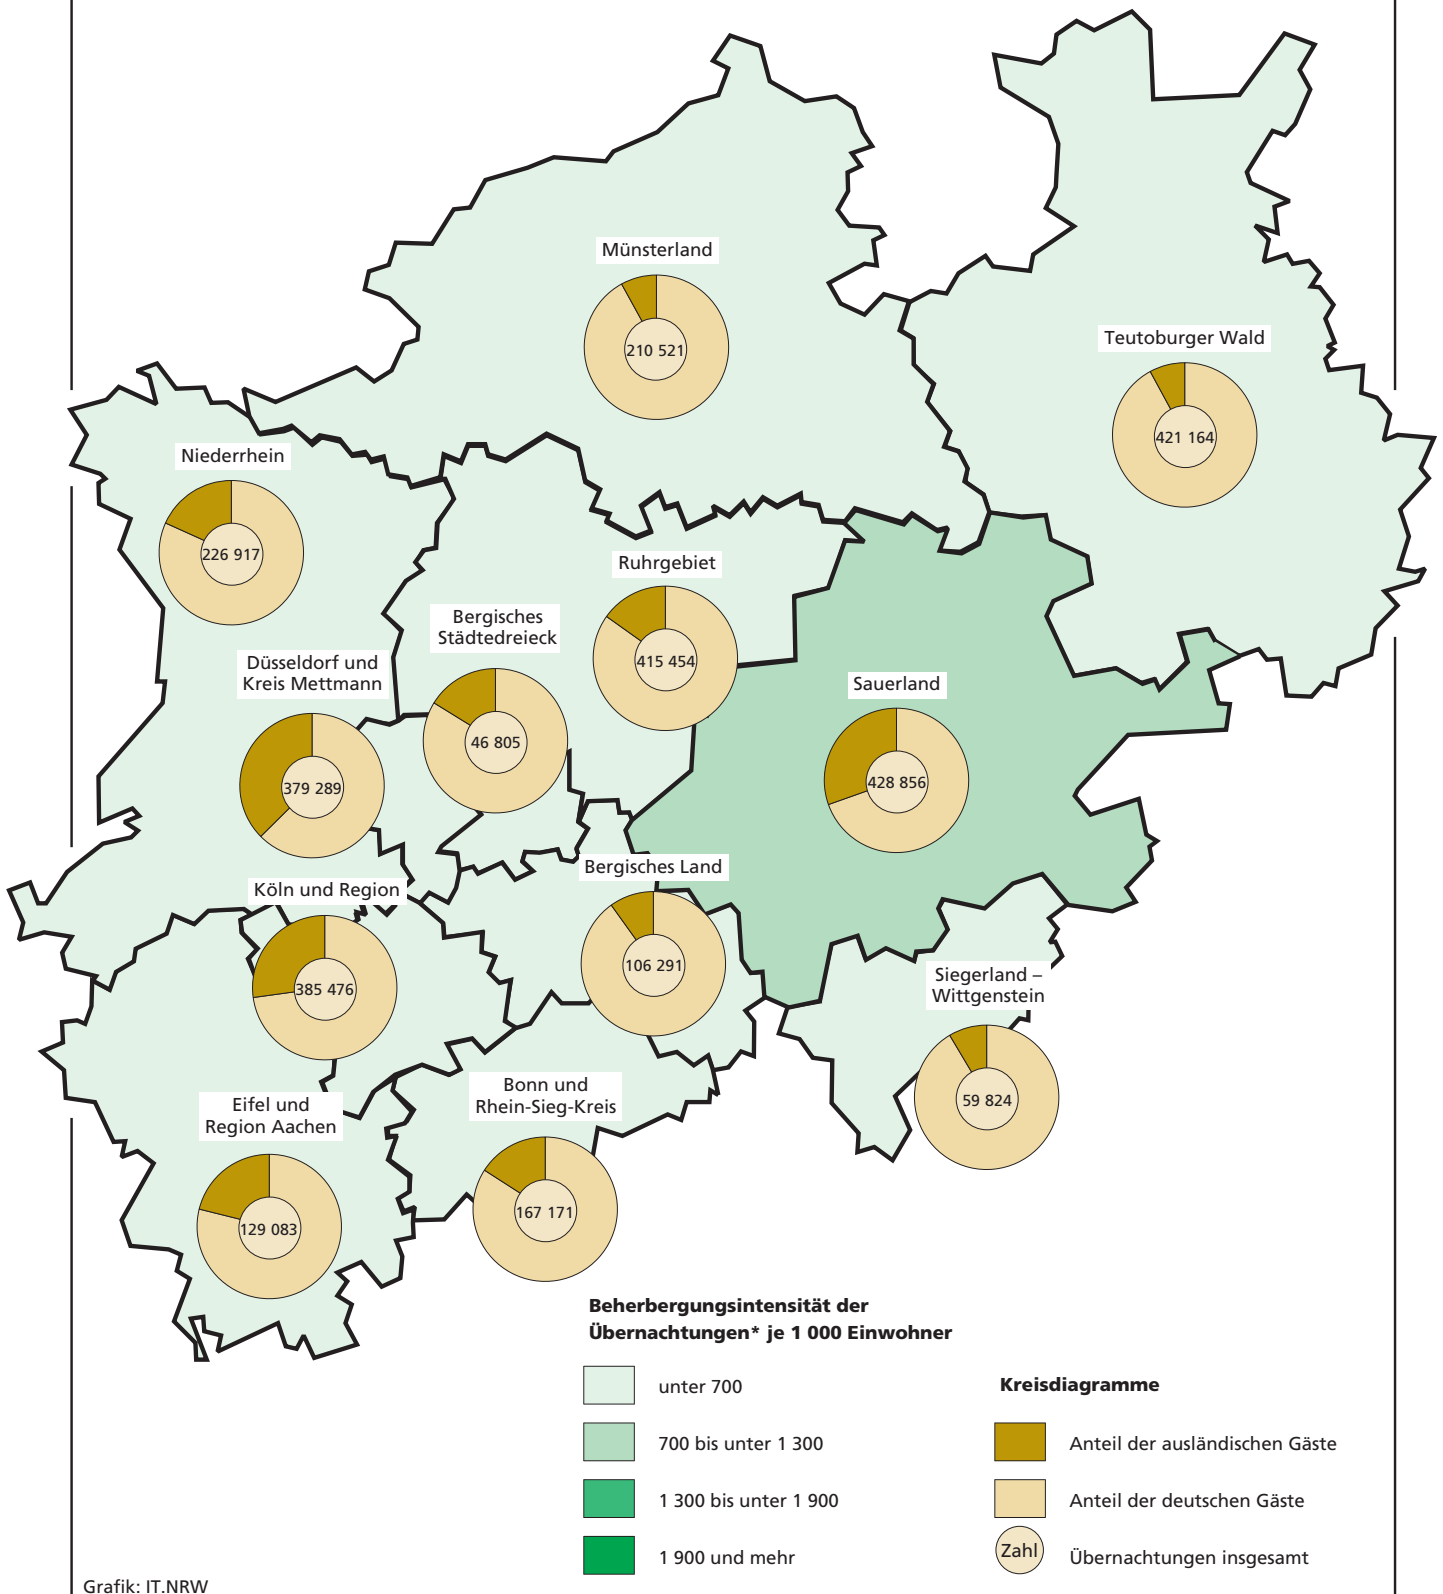 Münsterland
210 521
Teutoburger Wald
421 164
Niederrhein
226 917
Ruhrgebiet
415 454
Bergisches
Städtedreieck
46 805
Düsseldorf und
Kreis Mettmann
379 289
Sauerland
428 856
Bergisches Land
106 291
Köln und Region
385 476
Siegerland –
Wittgenstein
59 824
Bonn und
Rhein-Sieg-Kreis
167 171
Eifel und
Region Aachen
129 083
Beherbergungsintensität der
Übernachtungen* je 1 000 Einwohner
unter 700
700 bis unter 1 300
1 300 bis unter 1 900
1 900 und mehr
Kreisdiagramme
Anteil der ausländischen Gäste
Anteil der deutschen Gäste
Zahl
Übernachtungen insgesamt
Grafik: IT.NRW